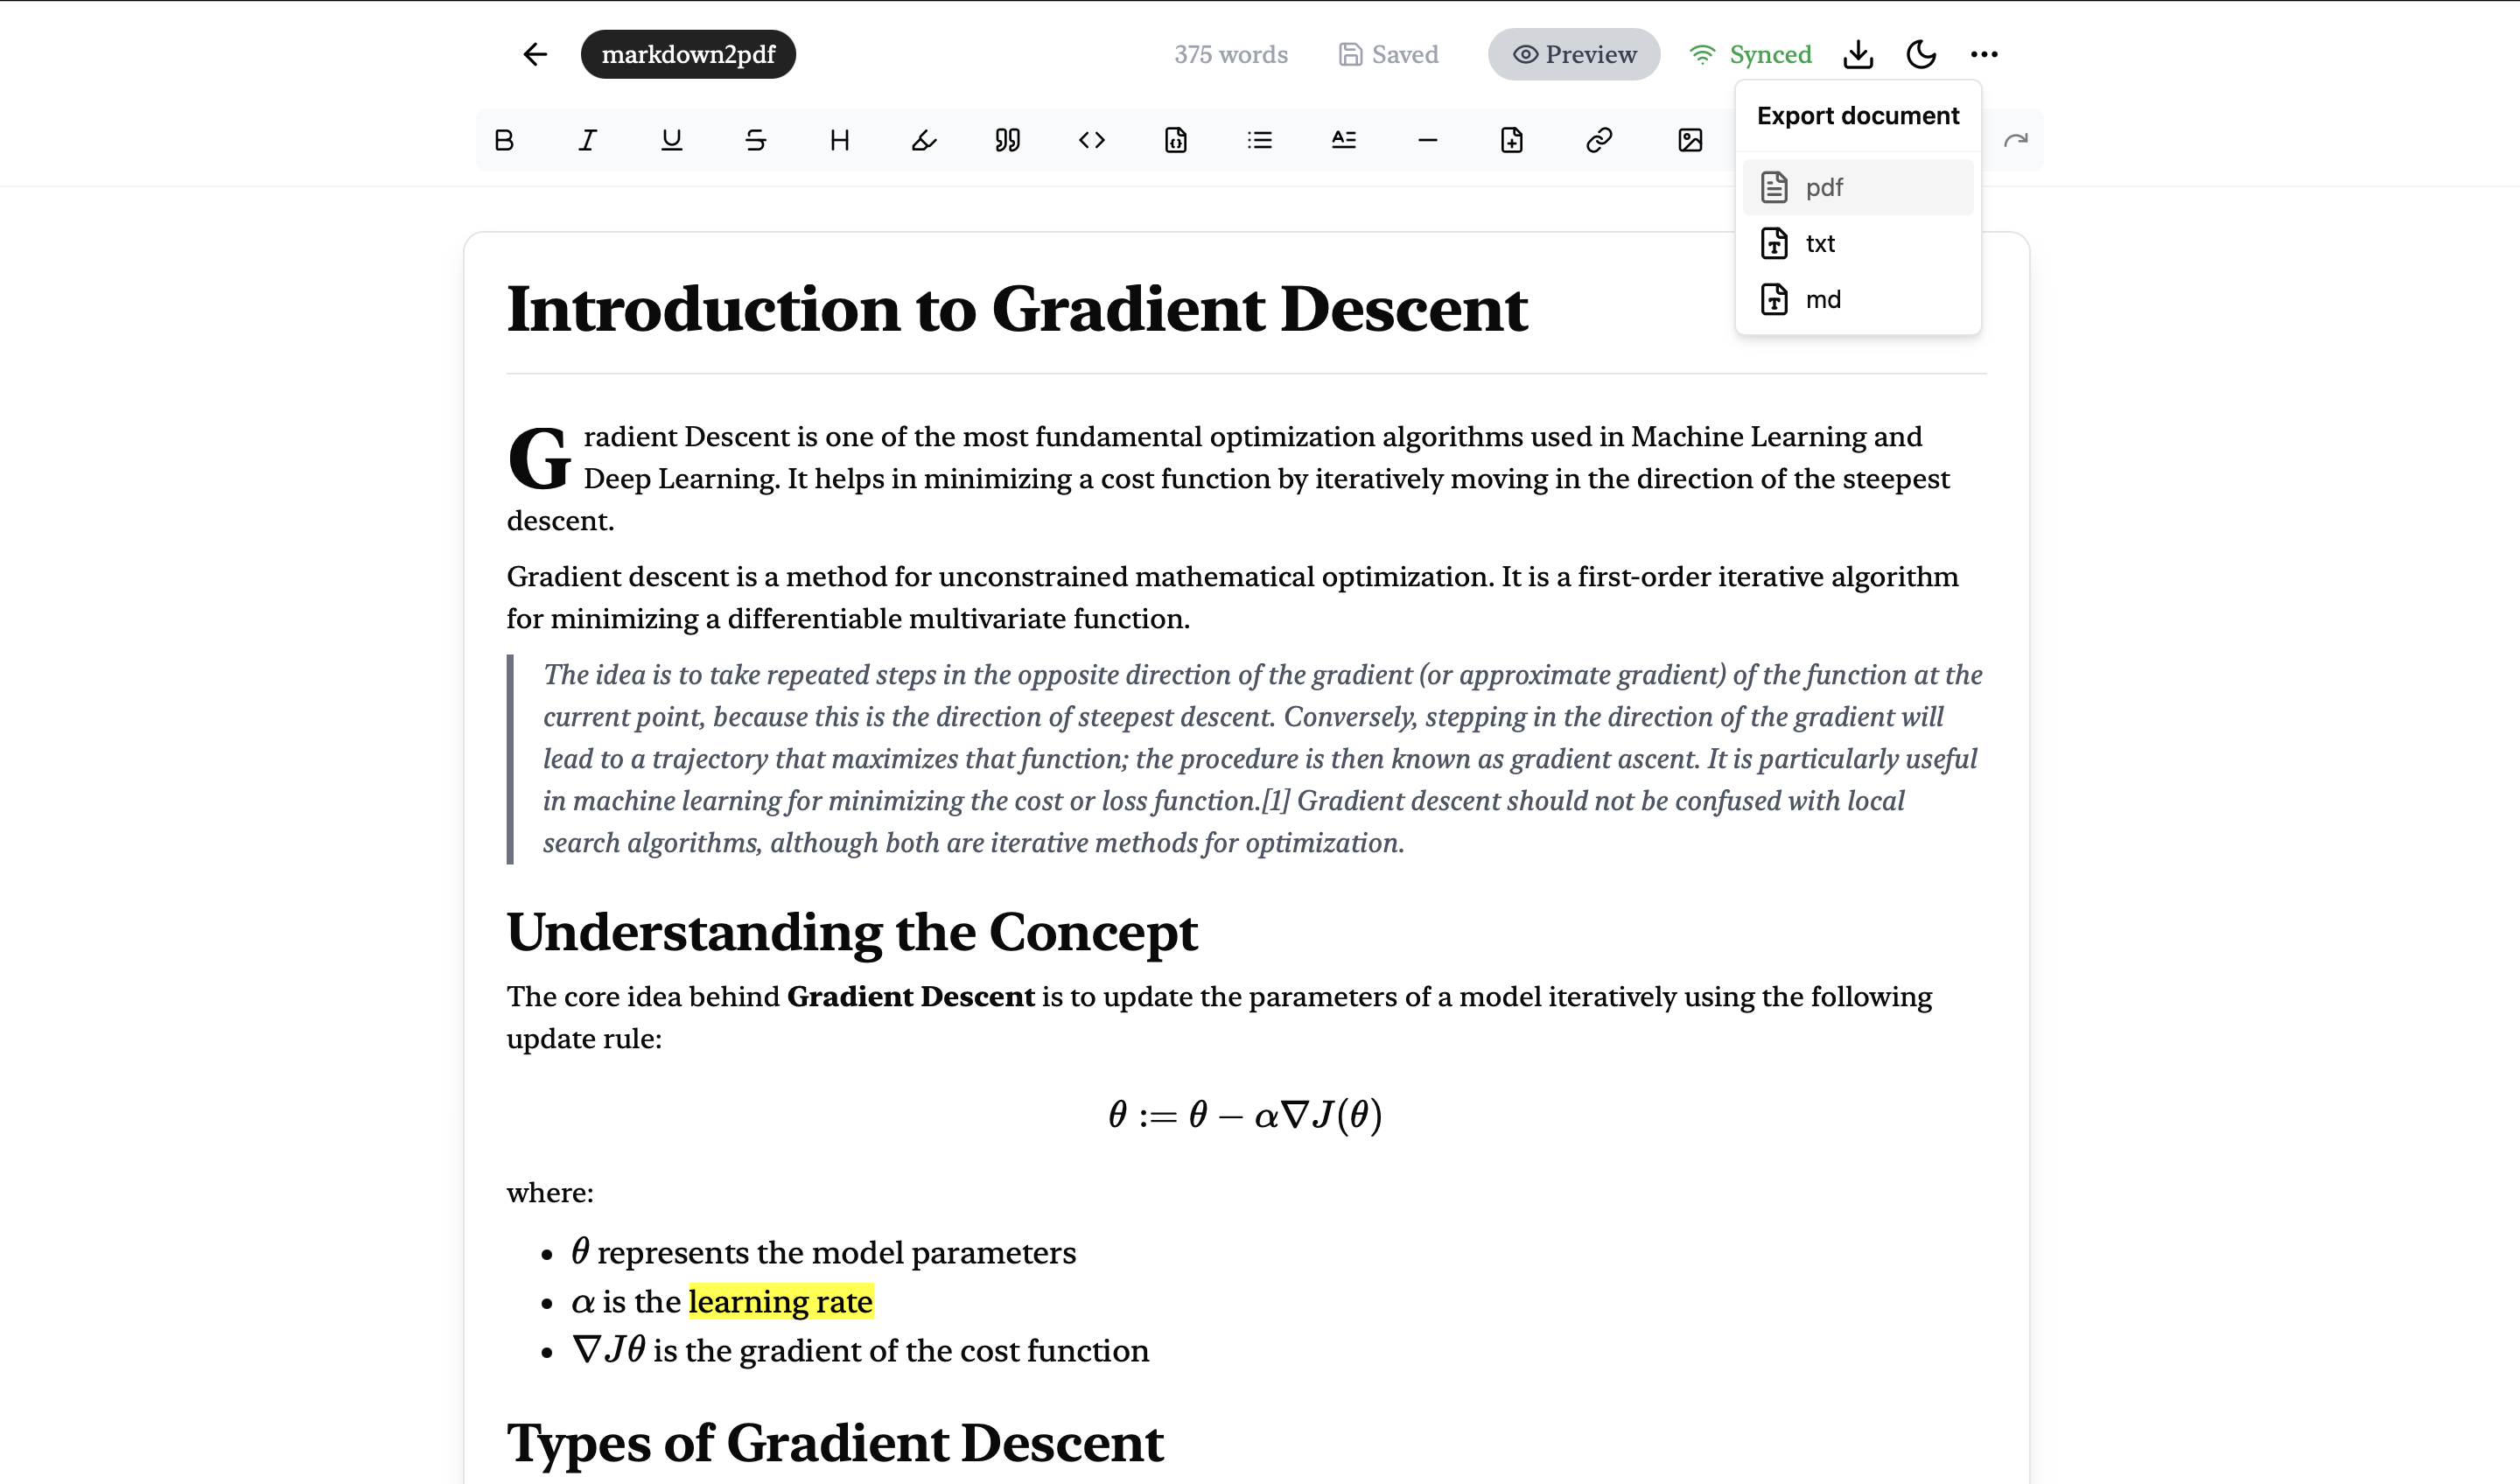 markdown2pdf
375 words
Saved
Preview
Synced
Export document
pdf
txt
md
Introduction to Gradient Descent
Gradient Descent is one of the most fundamental optimization algorithms used in Machine Learning and
Deep Learning. It helps in minimizing a cost function by iteratively moving in the direction of the steepest
descent.
Gradient descent is a method for unconstrained mathematical optimization. It is a first-order iterative algorithm
for minimizing a differentiable multivariate function.
The idea is to take repeated steps in the opposite direction of the gradient (or approximate gradient) of the function at the
current point, because this is the direction of steepest descent. Conversely, stepping in the direction of the gradient will
lead to a trajectory that maximizes that function; the procedure is then known as gradient ascent. It is particularly useful
in machine learning for minimizing the cost or loss function.[1] Gradient descent should not be confused with local
search algorithms, although both are iterative methods for optimization.
Understanding the Concept
The core idea behind Gradient Descent is to update the parameters of a model iteratively using the following
update rule:
θ := θ − α∇J(θ)
where:
• θ represents the model parameters
• α is the learning rate
• ∇Jθ is the gradient of the cost function
Types of Gradient Descent